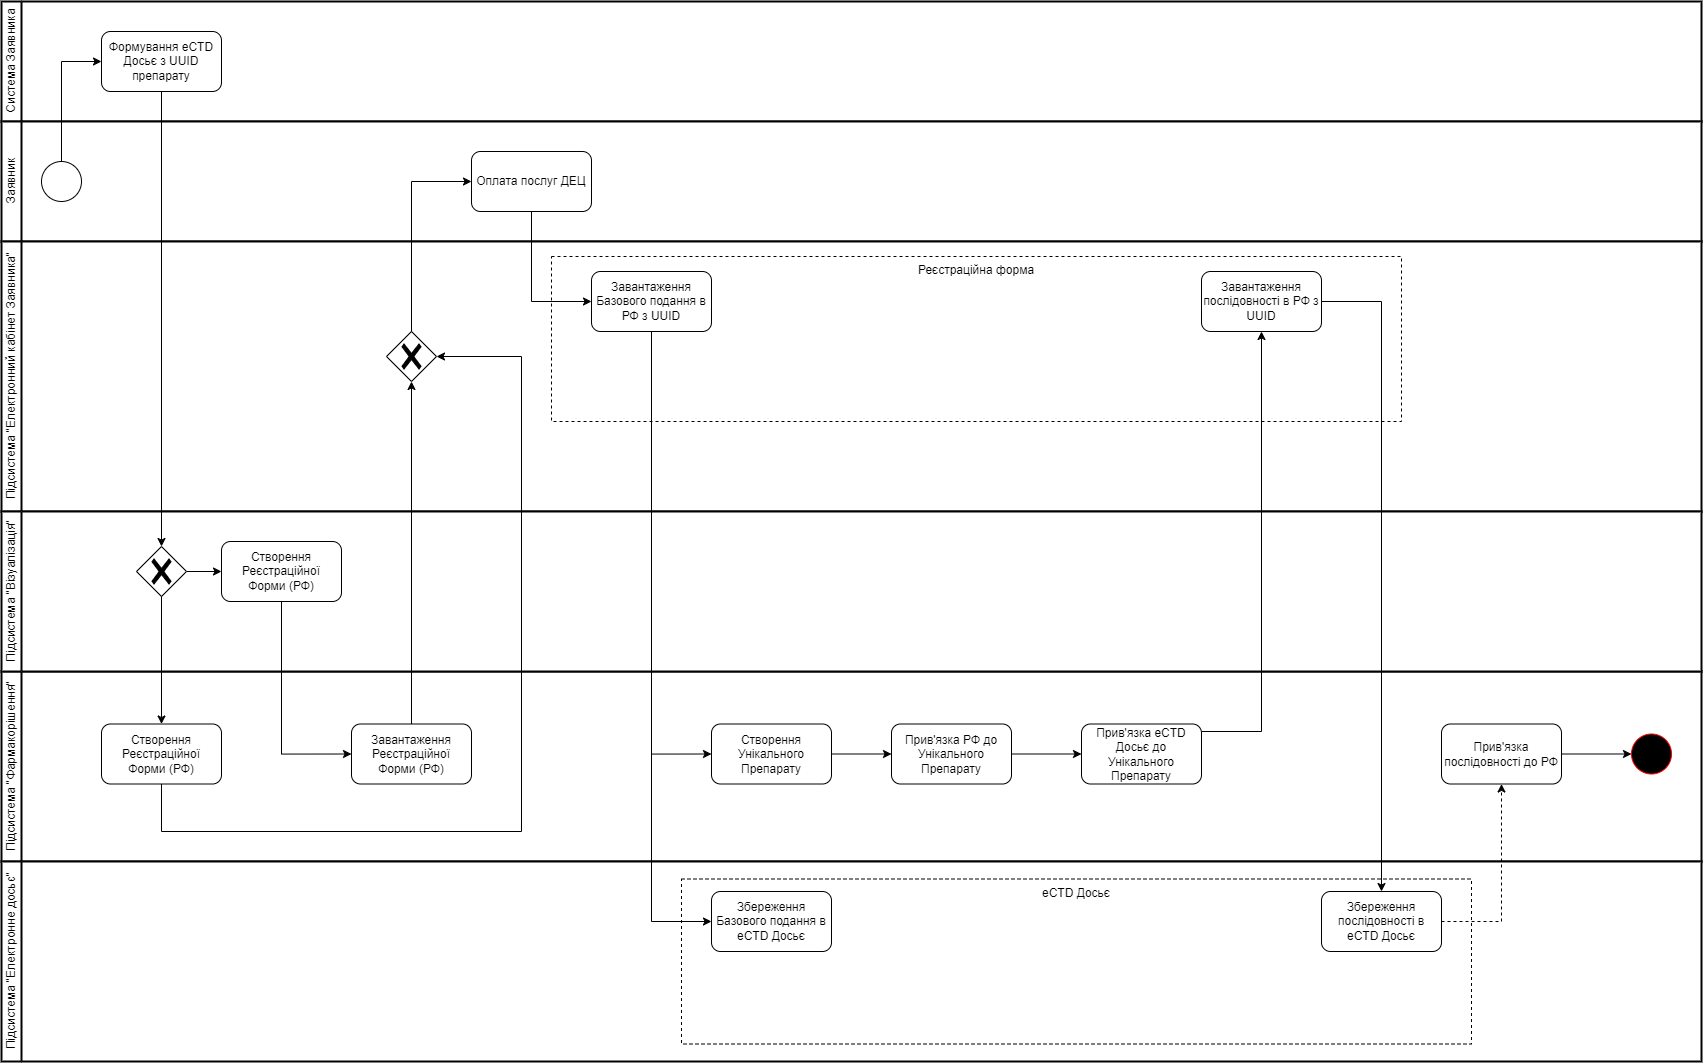 Система Заявника
Формування eCTD
Досьє з UUID
препарату
Заявник
Оплата послуг ДЕЦ
Підсистема "Електронний кабінет Заявника"
Реєстраційна форма
Завантаження
Базового подання в
РФ з UUID
Завантаження
послідовності в РФ з
UUID
Підсистема "Візуалізація"
Створення
Реєстраційної
Форми (РФ)
Підсистема "Фармакорішення"
Створення
Реєстраційної
Форми (РФ)
Завантаження
Реєстраційної
Форми (РФ)
Створення
Унікального
Препарату
Прив'язка РФ до
Унікального
Препарату
Прив'язка eCTD
Досьє до
Унікального
Препарату
Прив'язка
послідовності до РФ
Підсистема "Електронне досьє"
eCTD Досьє
Збереження
Базового подання в
eCTD Досьє
Збереження
послідовності в
eCTD Досьє